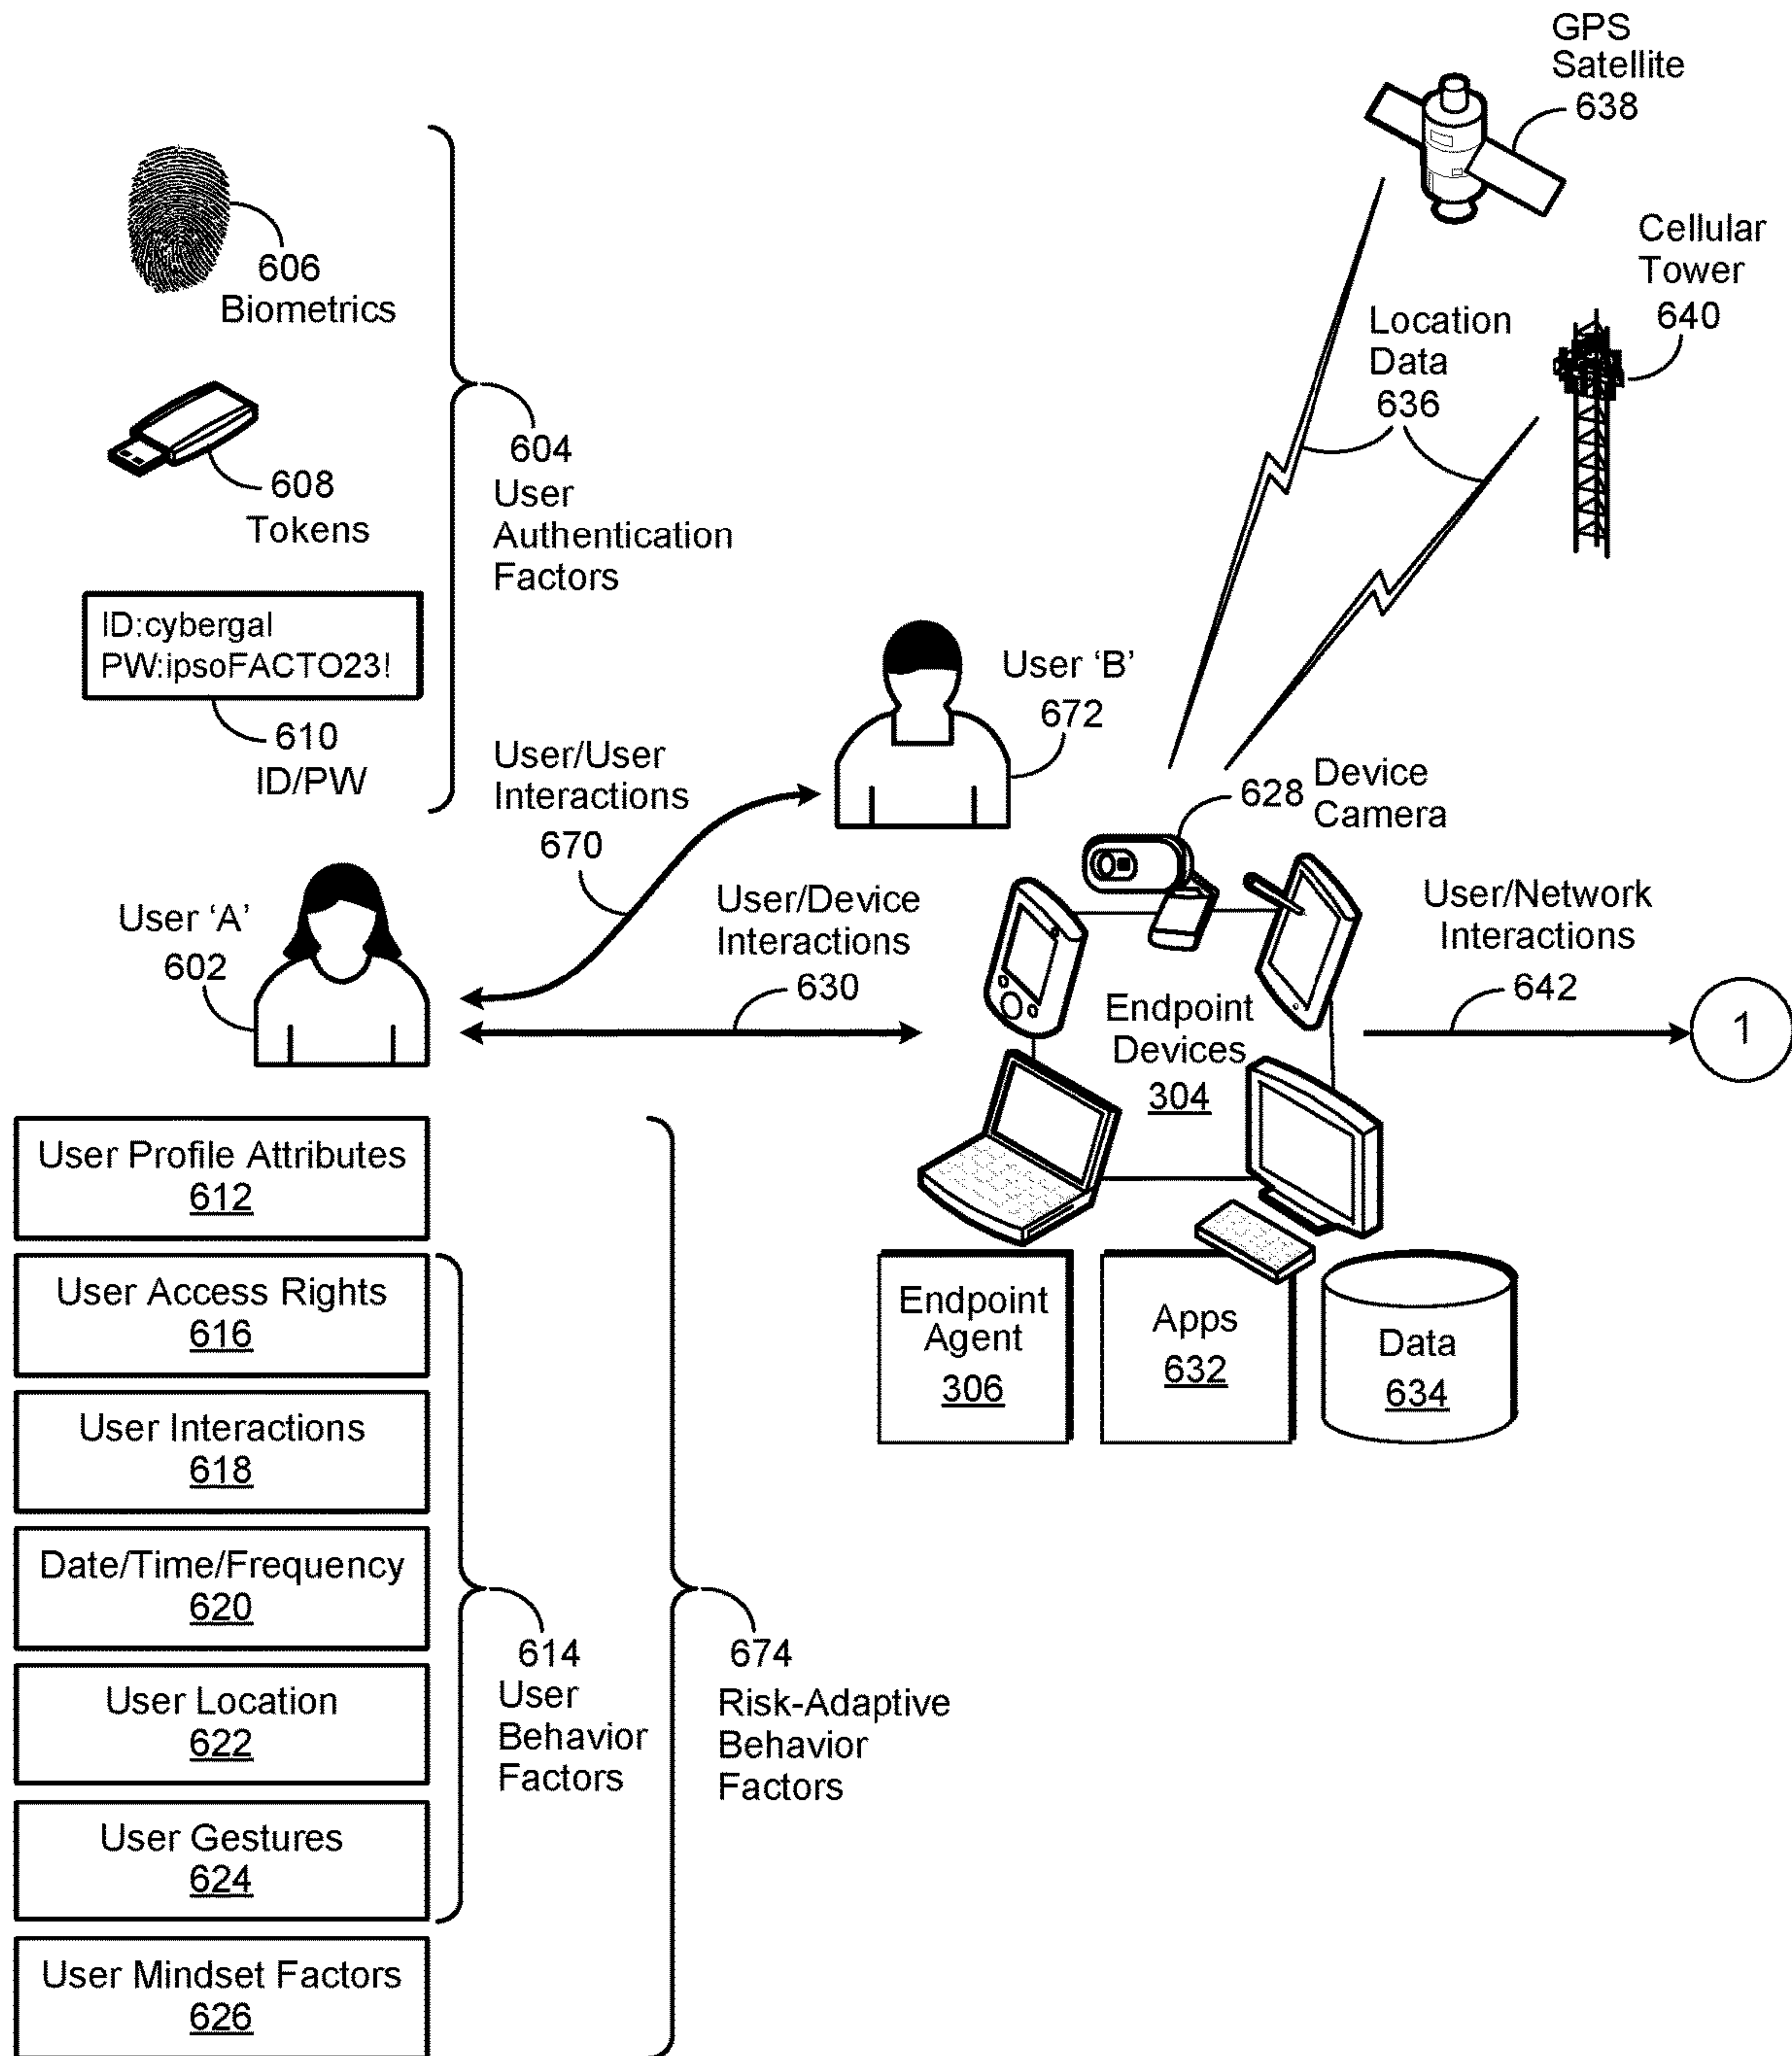 GPS
Satellite
638
Cellular
Tower
640
Location
Data
636
606
Biometrics
608
Tokens
ID:cybergal
PW:ipsoFACTO23!
610
ID/PW
604
User
Authentication
Factors
User 'B'
672
User/User
Interactions
670
628
Device
Camera
User 'A'
602
User/Device
Interactions
630
Endpoint
Devices
304
User/Network
Interactions
642
1
User Profile Attributes
612
User Access Rights
616
User Interactions
618
Date/Time/Frequency
620
User Location
622
User Gestures
624
User Mindset Factors
626
614
User
Behavior
Factors
674
Risk-Adaptive
Behavior
Factors
Endpoint
Agent
306
Apps
632
Data
634